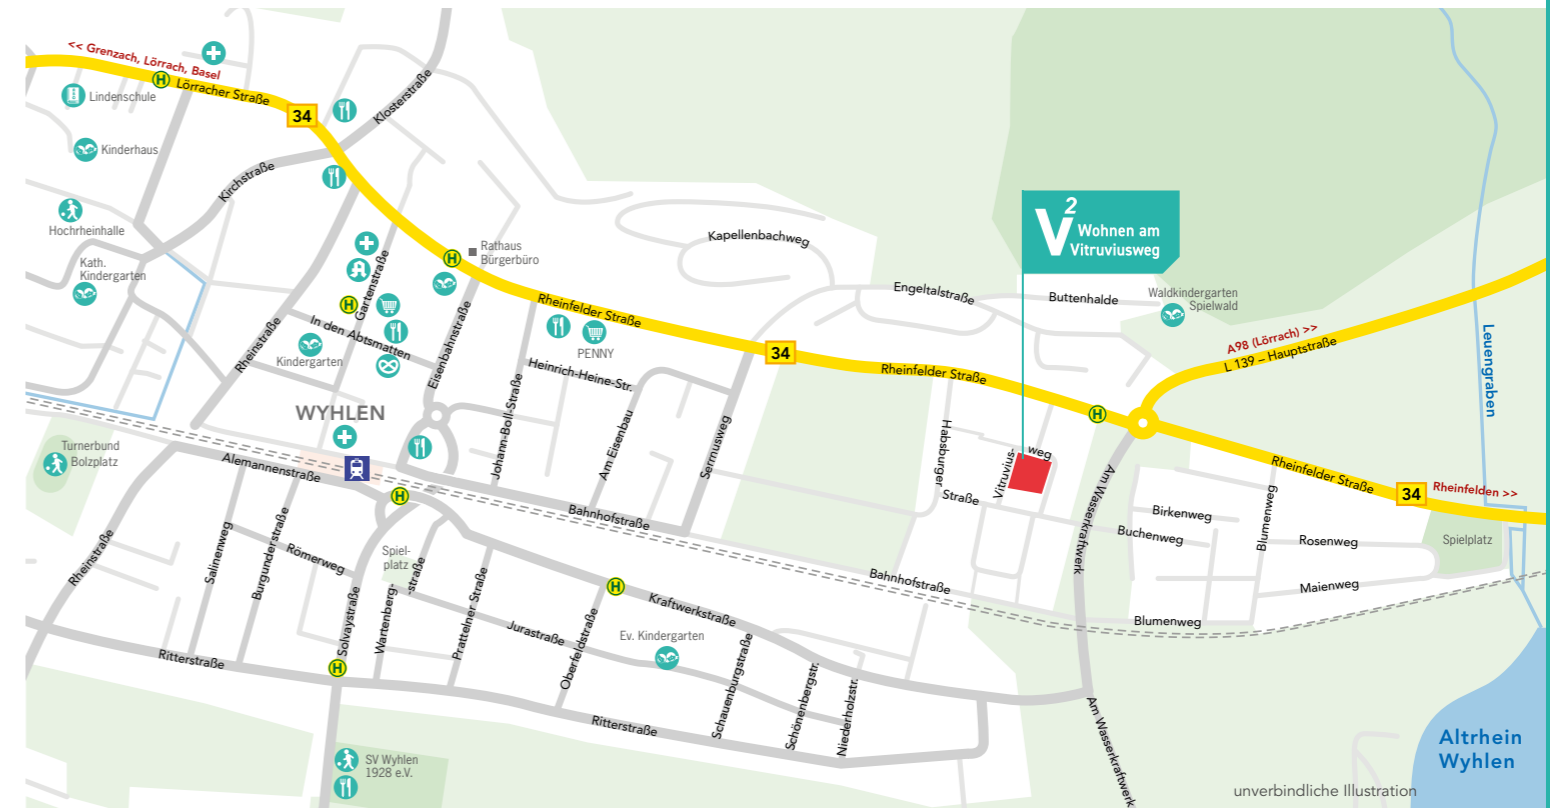 << Grenzach, Lörrach, Basel
H
Lörracher Straße
34
Lindenschule
Kinderhaus
Klosterstraße
Kirchstraße
Hochrheinhalle
Kath.
Kindergarten
Rathaus
Bürgerbüro
H
Kapellenbachweg
V2
Wohnen am
Vitruviusweg
Engeltalstraße
Buttenhalde
Waldkindergarten
Spielwald
A98 (Lörrach) >>
L 139 – Hauptstraße
Leuengraben
H
Gartenstraße
In den Abtsmatten
Kindergarten
Rheinstraße
Eisenbahnstraße
Rheinfelder Straße
PENNY
34
Heinrich-Heine-Str.
Johann-Boll-Straße
Am Eisenbau
Serrnusweg
Rheinfelder Straße
H
WYHLEN
Turnerbund
Bolzplatz
Alemannenstraße
H
Bahnhofstraße
Habsburger
Straße
Vitruvius-
weg
Am Wasserkraftwerk
Rheinfelder Straße
34
Rheinfelden >>
Birkenweg
Buchenweg
Blumenweg
Rosenweg
Maienweg
Spielplatz
Blumenweg
Bahnhofstraße
Rheinstraße
Salinenweg
Burgunderstraße
Römerweg
Solvaystraße
Spiel-
platz
Wartenberg-
-straße
Prattelner Straße
H
Kraftwerkstraße
Jurastraße
Oberfeldstraße
Ev. Kindergarten
Schauenburgstraße
Schönenbergstr.
Niederholzstr.
Ritterstraße
H
Ritterstraße
Am Wasserkraftwerk
SV Wyhlen
1928 e.V.
Altrhein
Wyhlen
unverbindliche Illustration